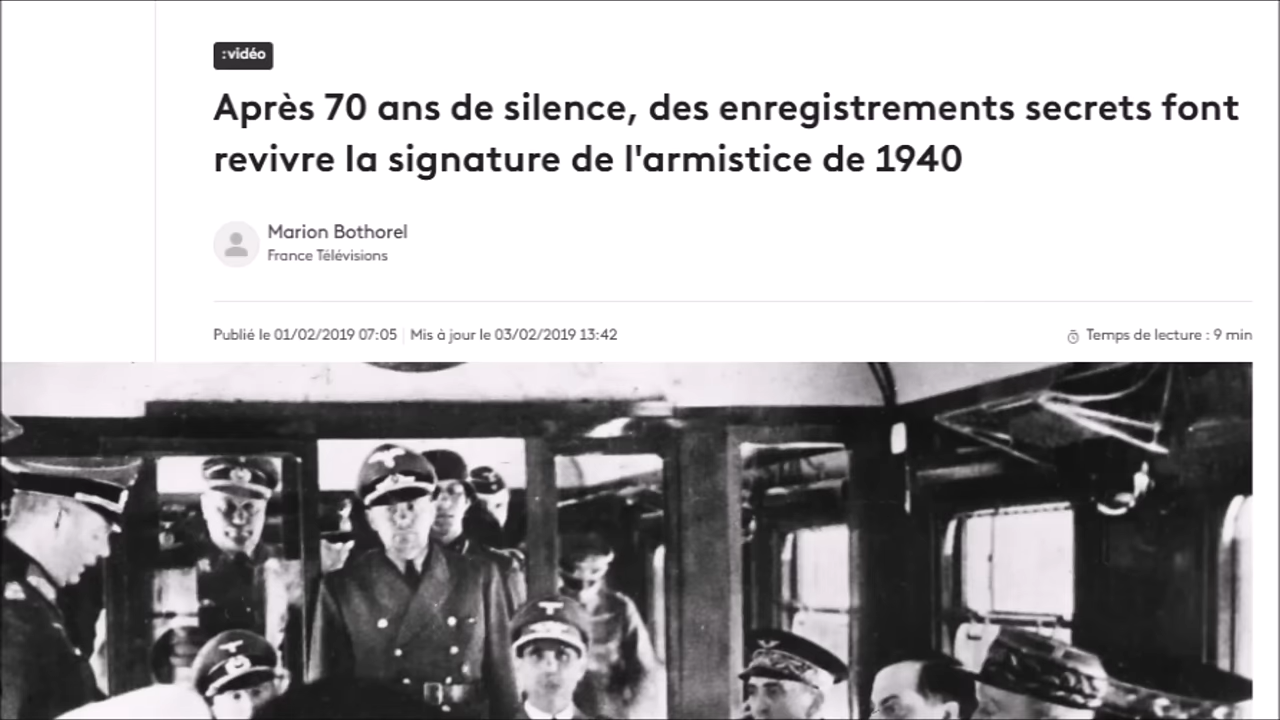 :vidéo
Après 70 ans de silence, des enregistrements secrets font
revivre la signature de l'armistice de 1940
Marion Bothorel
France Télévisions
Publié le 01/02/2019 07:05 Mis à jour le 03/02/2019 13:42
Temps de lecture : 9 min